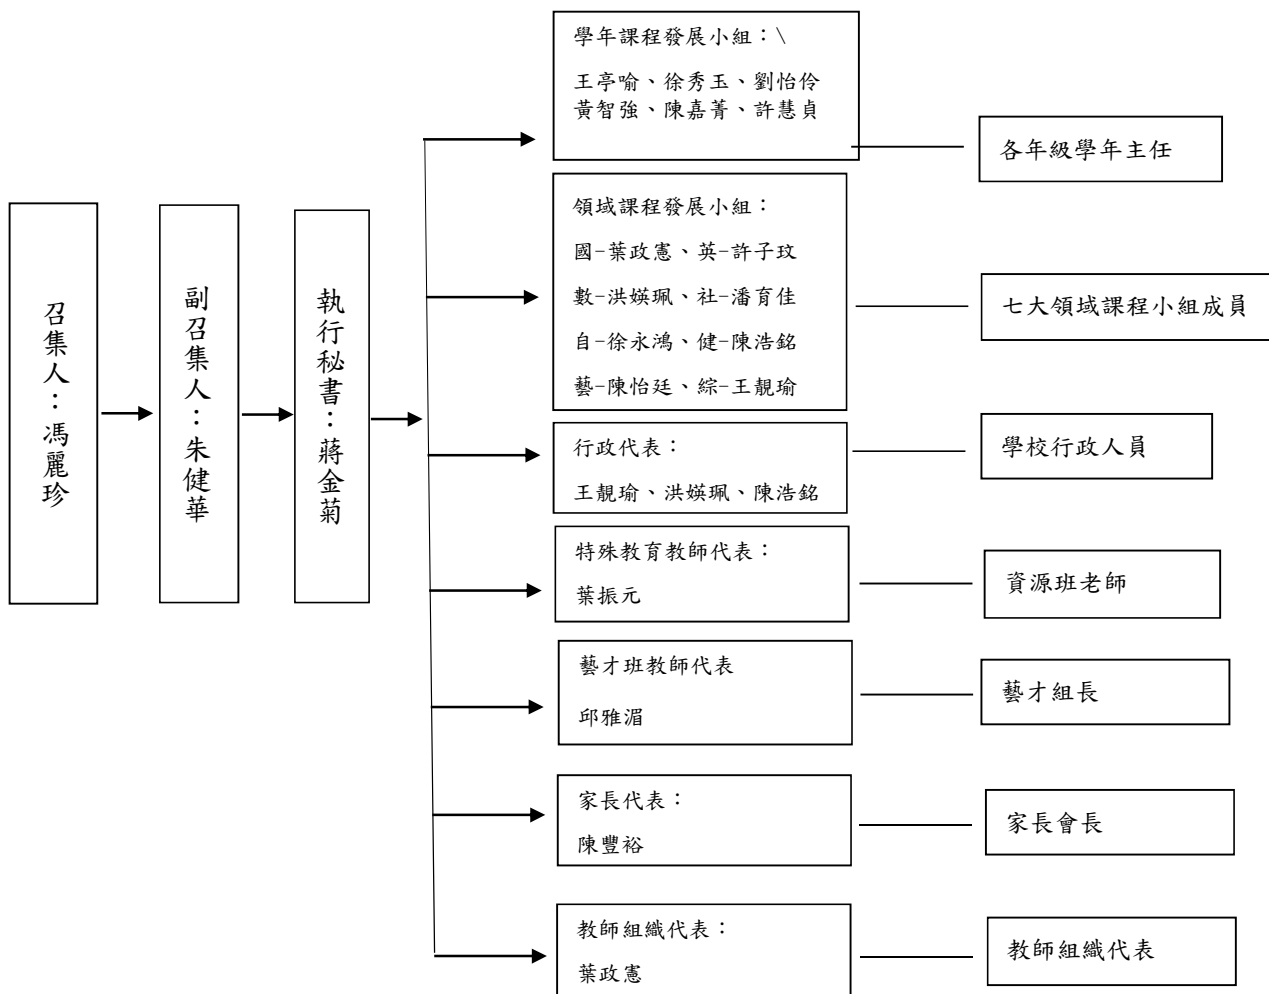 召集人：馮麗珍
副召集人：朱健華
執行秘書：蔣金菊
學年課程發展小組：\
王亭喻、徐秀玉、劉怡伶
黃智強、陳嘉菁、許慧貞
各年級學年主任
領域課程發展小組：
國-葉政憲、英-許子玟
數-洪媖珮、社-潘育佳
自-徐永鴻、健-陳浩銘
藝-陳怡廷、綜-王靚瑜
七大領域課程小組成員
行政代表：
王靚瑜、洪媖珮、陳浩銘
學校行政人員
特殊教育教師代表：
葉振元
資源班老師
藝才班教師代表
邱雅湄
藝才組長
家長代表：
陳豐裕
家長會長
教師組織代表：
葉政憲
教師組織代表